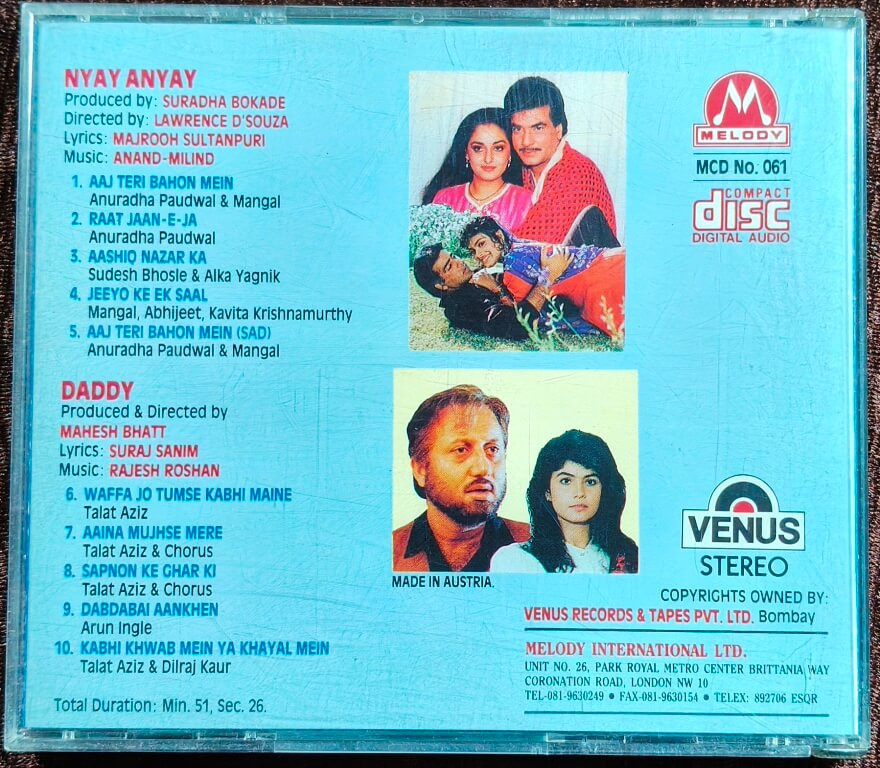 NYAY ANYAY
Produced by: SURADHA BOKADE
Directed by: LAWRENCE D'SOUZA
Lyrics: MAJROOH SULTANPURI
Music: ANAND-MILIND
1. AAJ TERI BAHON MEIN
Anuradha Paudwal & Mangal
2. RAAT JAAN-E-JA
Anuradha Paudwal
3. AASHIQ NAZAR KA
Sudesh Bhosle & Alka Yagnik
4. JEEYO KE EK SAAL
Mangal, Abhijeet, Kavita Krishnamurthy
5. AAJ TERI BAHON MEIN (SAD)
Anuradha Paudwal & Mangal
DADDY
Produced & Directed by
MAHESH BHATT
Lyrics: SURAJ SANIM
Music: RAJESH ROSHAN
6. WAFFA JO TUMSE KABHI MAINE
Talat Aziz
7. AAINA MUJHSE MERE
Talat Aziz & Chorus
8. SAPNON KE GHAR KI
Talat Aziz & Chorus
9. DABDABAI AANKHEN
Arun Ingle
10. KABHI KHWAB MEIN YA KHAYAL MEIN
Talat Aziz & Dilraj Kaur
Total Duration: Min. 51, Sec. 26.
MADE IN AUSTRIA.
MELODY
MCD No. 061
COMPACT
disc
DIGITAL AUDIO
VENUS
STEREO
COPYRIGHTS OWNED BY:
VENUS RECORDS & TAPES PVT. LTD. Bombay
MELODY INTERNATIONAL LTD.
UNIT NO. 26, PARK ROYAL METRO CENTER BRITTANIA WAY
CORONATION ROAD, LONDON NW 10
TEL-081-9630249 • FAX-081-9630154 • TELEX: 892706 ESQR